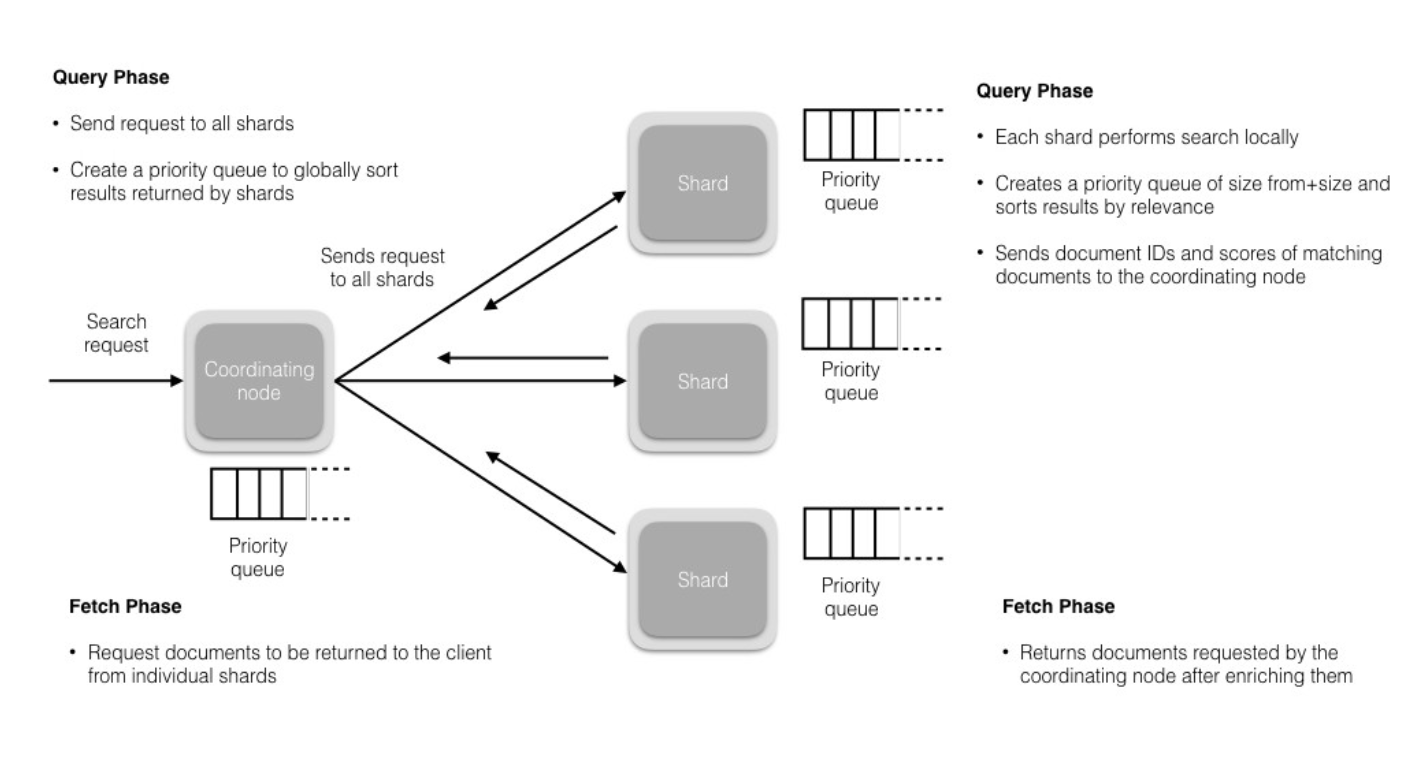 Query Phase
• Send request to all shards
• Create a priority queue to globally sort
results returned by shards
Sends request
to all shards
Search
request
Coordinating
node
Priority
queue
Fetch Phase
• Request documents to be returned to the client
from individual shards
Shard
Priority
queue
Shard
Priority
queue
Shard
Priority
queue
Query Phase
• Each shard performs search locally
• Creates a priority queue of size from+size and
sorts results by relevance
• Sends document IDs and scores of matching
documents to the coordinating node
Fetch Phase
• Returns documents requested by the
coordinating node after enriching them